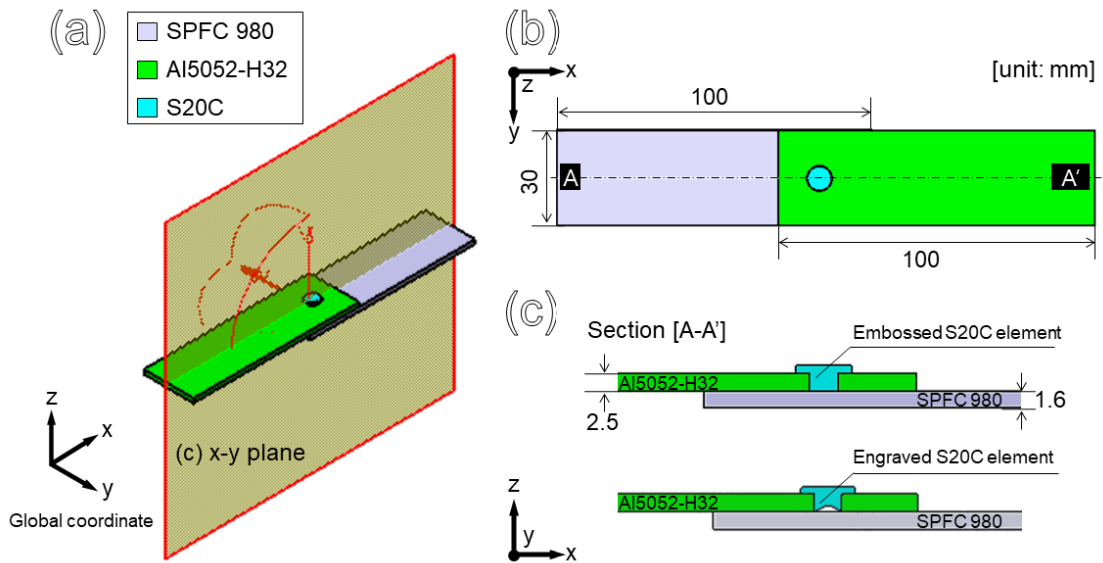 (a)
SPFC 980
Al5052-H32
S20C
(c) x-y plane
z
x
y
Global coordinate
(b)
z
x
y
[unit: mm]
100
30
A
A'
100
(c)
Section [A-A']
Embossed S20C element
Al5052-H32
SPFC 980
2.5
1.6
Engraved S20C element
Al5052-H32
SPFC 980
z
y
x